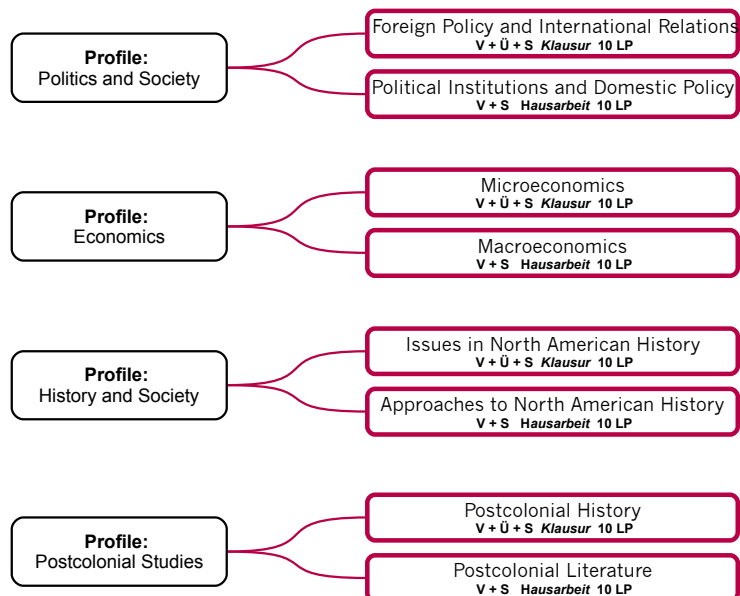 Profile:
Politics and Society
Foreign Policy and International Relations
V + Ü + S Klausur 10 LP
Political Institutions and Domestic Policy
V + S Hausarbeit 10 LP
Profile:
Economics
Microeconomics
V + Ü + S Klausur 10 LP
Macroeconomics
V + S Hausarbeit 10 LP
Profile:
History and Society
Issues in North American History
V + Ü + S Klausur 10 LP
Approaches to North American History
V + S Hausarbeit 10 LP
Profile:
Postcolonial Studies
Postcolonial History
V + Ü + S Klausur 10 LP
Postcolonial Literature
V + S Hausarbeit 10 LP